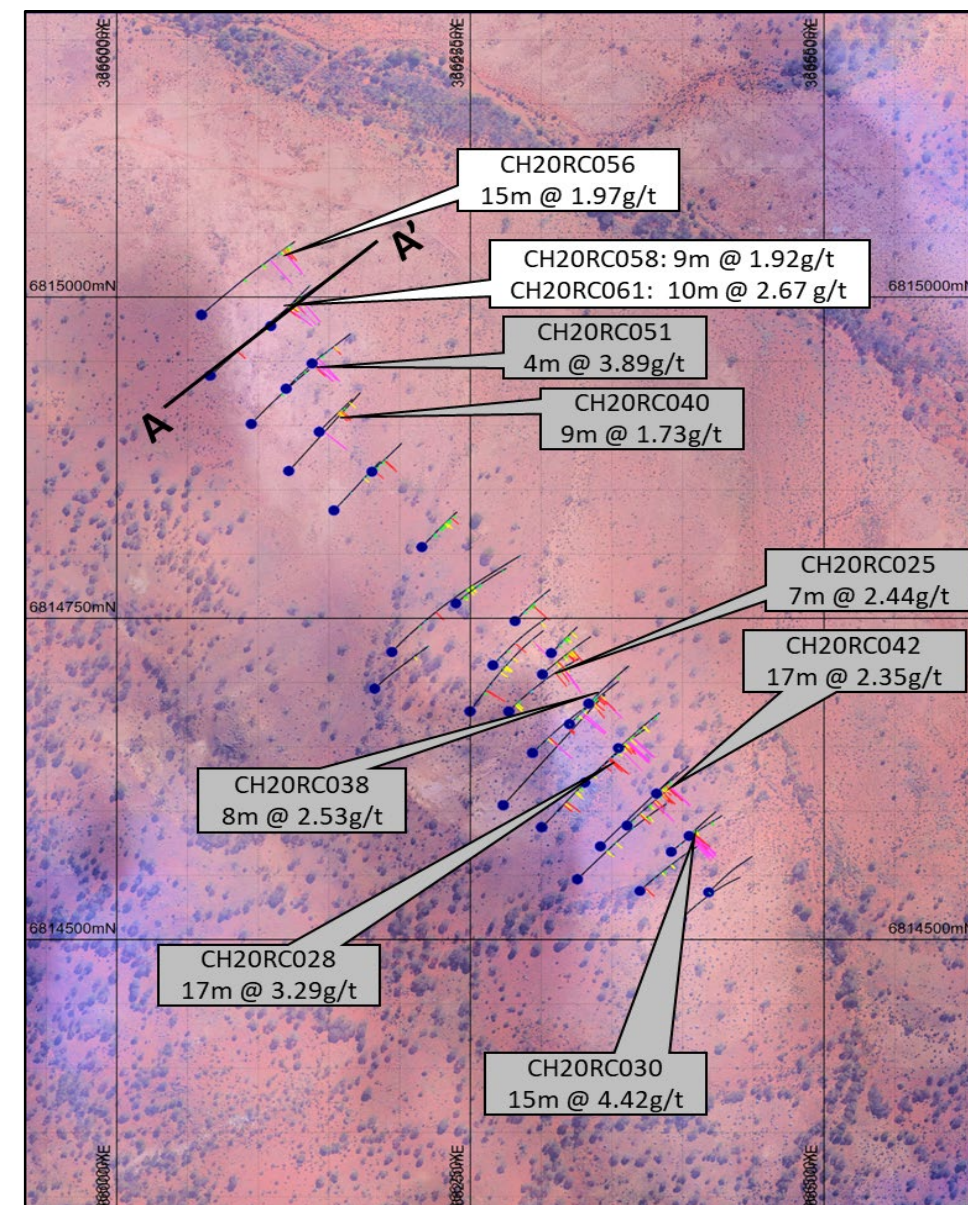 CH20RC056
15m @ 1.97g/t
A'
CH20RC058: 9m @ 1.92g/t
CH20RC061: 10m @ 2.67 g/t
6815000mN
6815000mN
CH20RC051
4m @ 3.89g/t
A
CH20RC040
9m @ 1.73g/t
CH20RC025
7m @ 2.44g/t
6814750mN
CH20RC042
17m @ 2.35g/t
CH20RC038
8m @ 2.53g/t
6814500mN
6814500mN
CH20RC028
17m @ 3.29g/t
CH20RC030
15m @ 4.42g/t